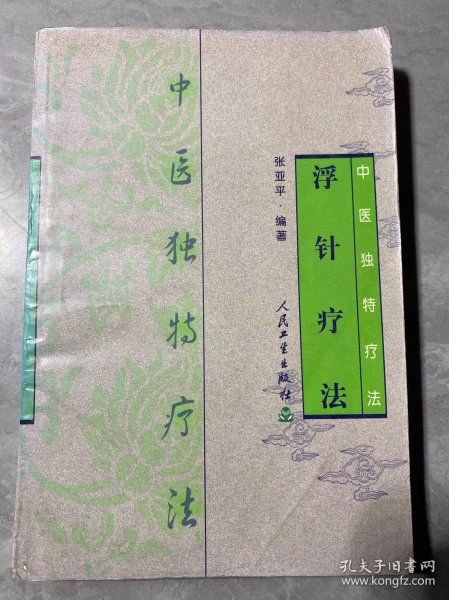 中医独特疗法
张亚平·编著
浮针疗法
中医独特疗法
人民卫生出版社
孔夫子旧书网
www.kongfz.com